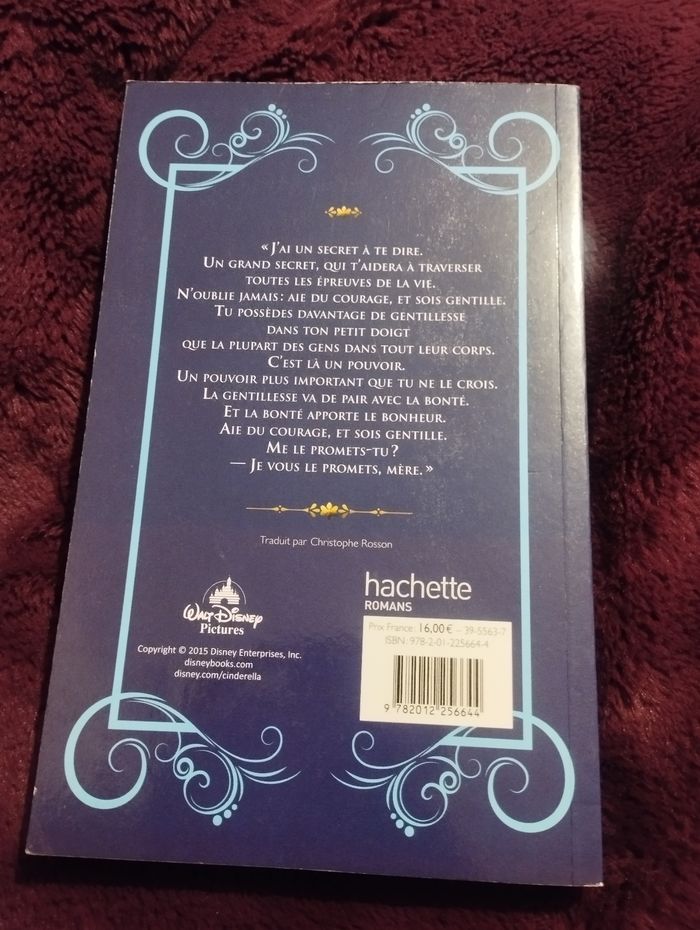 « J'AI UN SECRET À TE DIRE.
UN GRAND SECRET, QUI T'AIDERA À TRAVERSER
TOUTES LES ÉPREUVES DE LA VIE.
N'OUBLIE JAMAIS : AIE DU COURAGE, ET SOIS GENTILLE.
TU POSSÈDES DAVANTAGE DE GENTILLESSE
DANS TON PETIT DOIGT
QUE LA PLUPART DES GENS DANS TOUT LEUR CORPS.
C'EST LÀ UN POUVOIR.
UN POUVOIR PLUS IMPORTANT QUE TU NE LE CROIS.
LA GENTILLESSE VA DE PAIR AVEC LA BONTÉ.
ET LA BONTÉ APPORTE LE BONHEUR.
AIE DU COURAGE, ET SOIS GENTILLE.
ME LE PROMETS-TU ?
— JE VOUS LE PROMETS, MÈRE. »
Traduit par Christophe Rosson
WALT DISNEY
Pictures
Copyright © 2015 Disney Enterprises, Inc.
disneybooks.com
disney.com/cinderella
hachette
ROMANS
Prix France: 16,00 € – 39-5563-7
ISBN: 978-2-01-225664-4
9 782012 256644